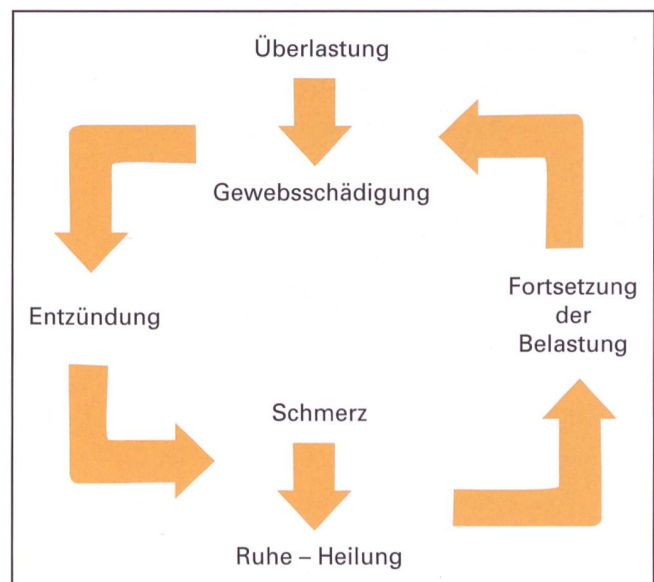 Überlastung
Gewebsschädigung
Entzündung
Fortsetzung
der
Belastung
Schmerz
Ruhe – Heilung